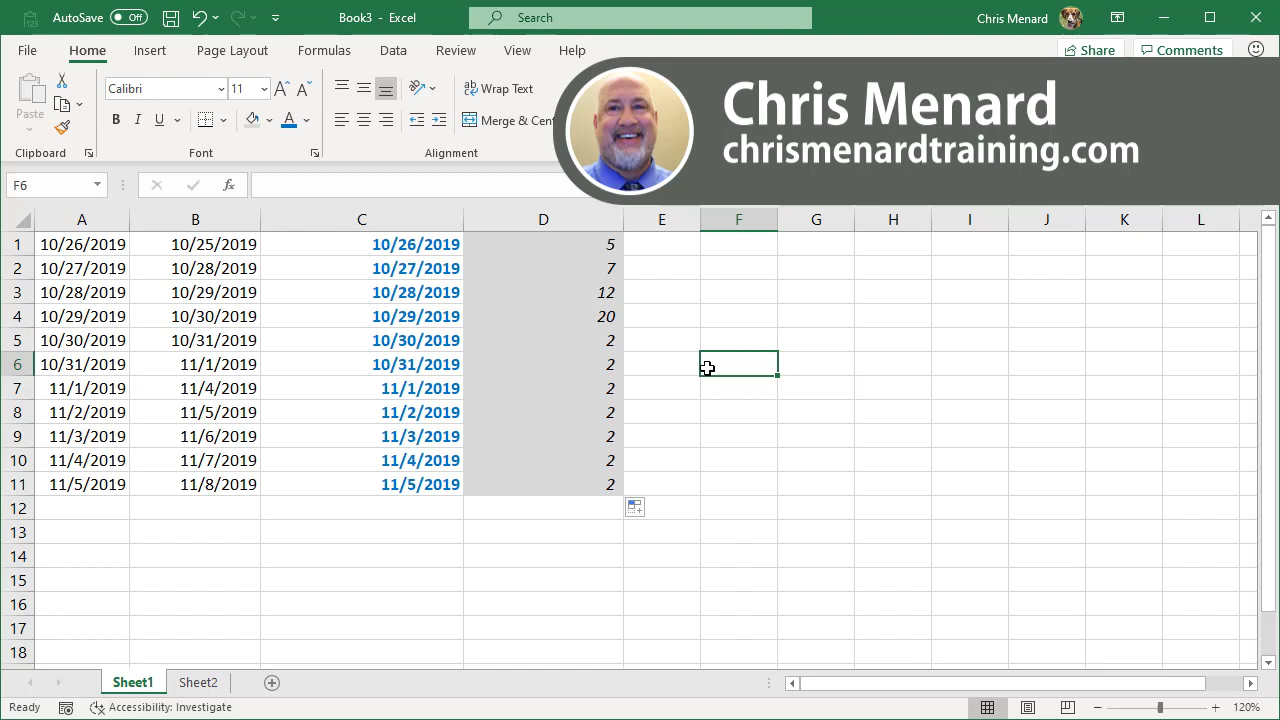 AutoSave Off Book3 - Excel Search Chris Menard
File Home Insert Page Layout Formulas Data Review View Help Share Comments
Paste Calibri 11 A A ab Wrap Text
B I U A Merge & Cent
Clipboard Font Alignment
Chris Menard
chrismenardtraining.com
F6 fx
A B C D E F G H I J K L
1 10/26/2019 10/25/2019 10/26/2019 5
2 10/27/2019 10/28/2019 10/27/2019 7
3 10/28/2019 10/29/2019 10/28/2019 12
4 10/29/2019 10/30/2019 10/29/2019 20
5 10/30/2019 10/31/2019 10/30/2019 2
6 10/31/2019 11/1/2019 10/31/2019 2
7 11/1/2019 11/4/2019 11/1/2019 2
8 11/2/2019 11/5/2019 11/2/2019 2
9 11/3/2019 11/6/2019 11/3/2019 2
10 11/4/2019 11/7/2019 11/4/2019 2
11 11/5/2019 11/8/2019 11/5/2019 2
12
13
14
15
16
17
18
Sheet1 Sheet2
Ready Accessibility: Investigate 120%